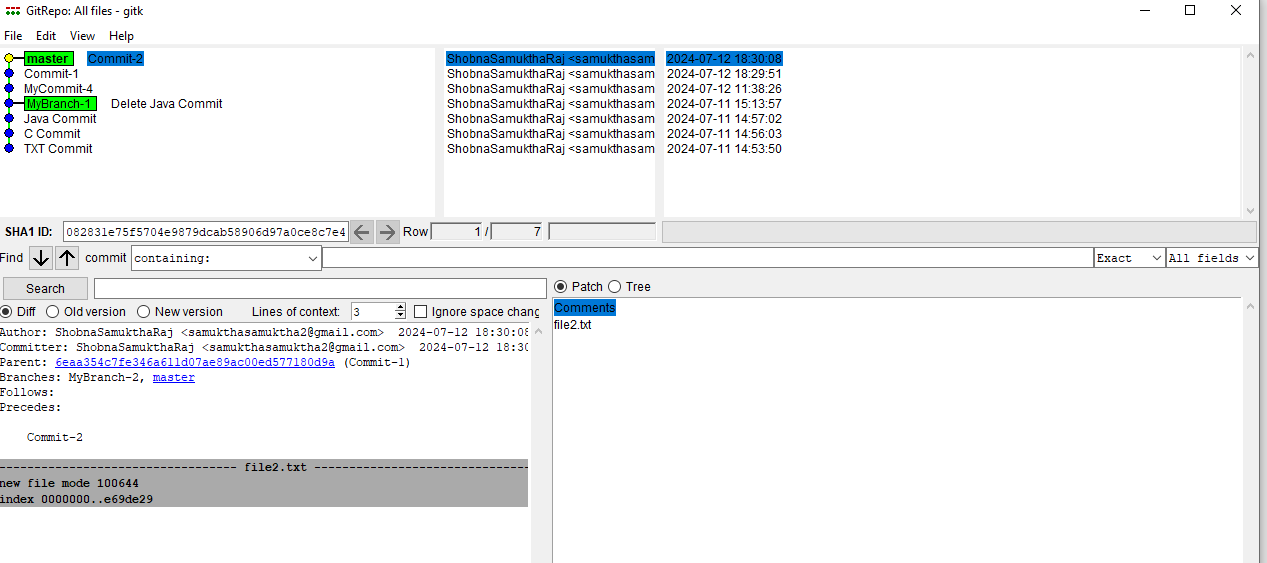 GitRepo: All files - gitk
File Edit View Help
master Commit-2 ShobnaSamukthaRaj <samukthasam 2024-07-12 18:30:08
Commit-1 ShobnaSamukthaRaj <samukthasam 2024-07-12 18:29:51
MyCommit-4 ShobnaSamukthaRaj <samukthasam 2024-07-12 11:38:26
MyBranch-1 Delete Java Commit ShobnaSamukthaRaj <samukthasam 2024-07-11 15:13:57
Java Commit ShobnaSamukthaRaj <samukthasam 2024-07-11 14:57:02
C Commit ShobnaSamukthaRaj <samukthasam 2024-07-11 14:56:03
TXT Commit ShobnaSamukthaRaj <samukthasam 2024-07-11 14:53:50
SHA1 ID: 082831e75f5704e9879dcab58906d97a0ce8c7e4 Row 1 / 7
Find commit containing: Exact All fields
Search
Patch Tree
Diff Old version New version Lines of context: 3 Ignore space chang
Comments
file2.txt
Author: ShobnaSamukthaRaj <samukthasamuktha2@gmail.com> 2024-07-12 18:30:08
Committer: ShobnaSamukthaRaj <samukthasamuktha2@gmail.com> 2024-07-12 18:30
Parent: 6eaa354c7fe346a611d07ae89ac00ed577180d9a (Commit-1)
Branches: MyBranch-2, master
Follows:
Precedes:
Commit-2
---------------------------------- file2.txt -------------------------------
new file mode 100644
index 0000000..e69de29